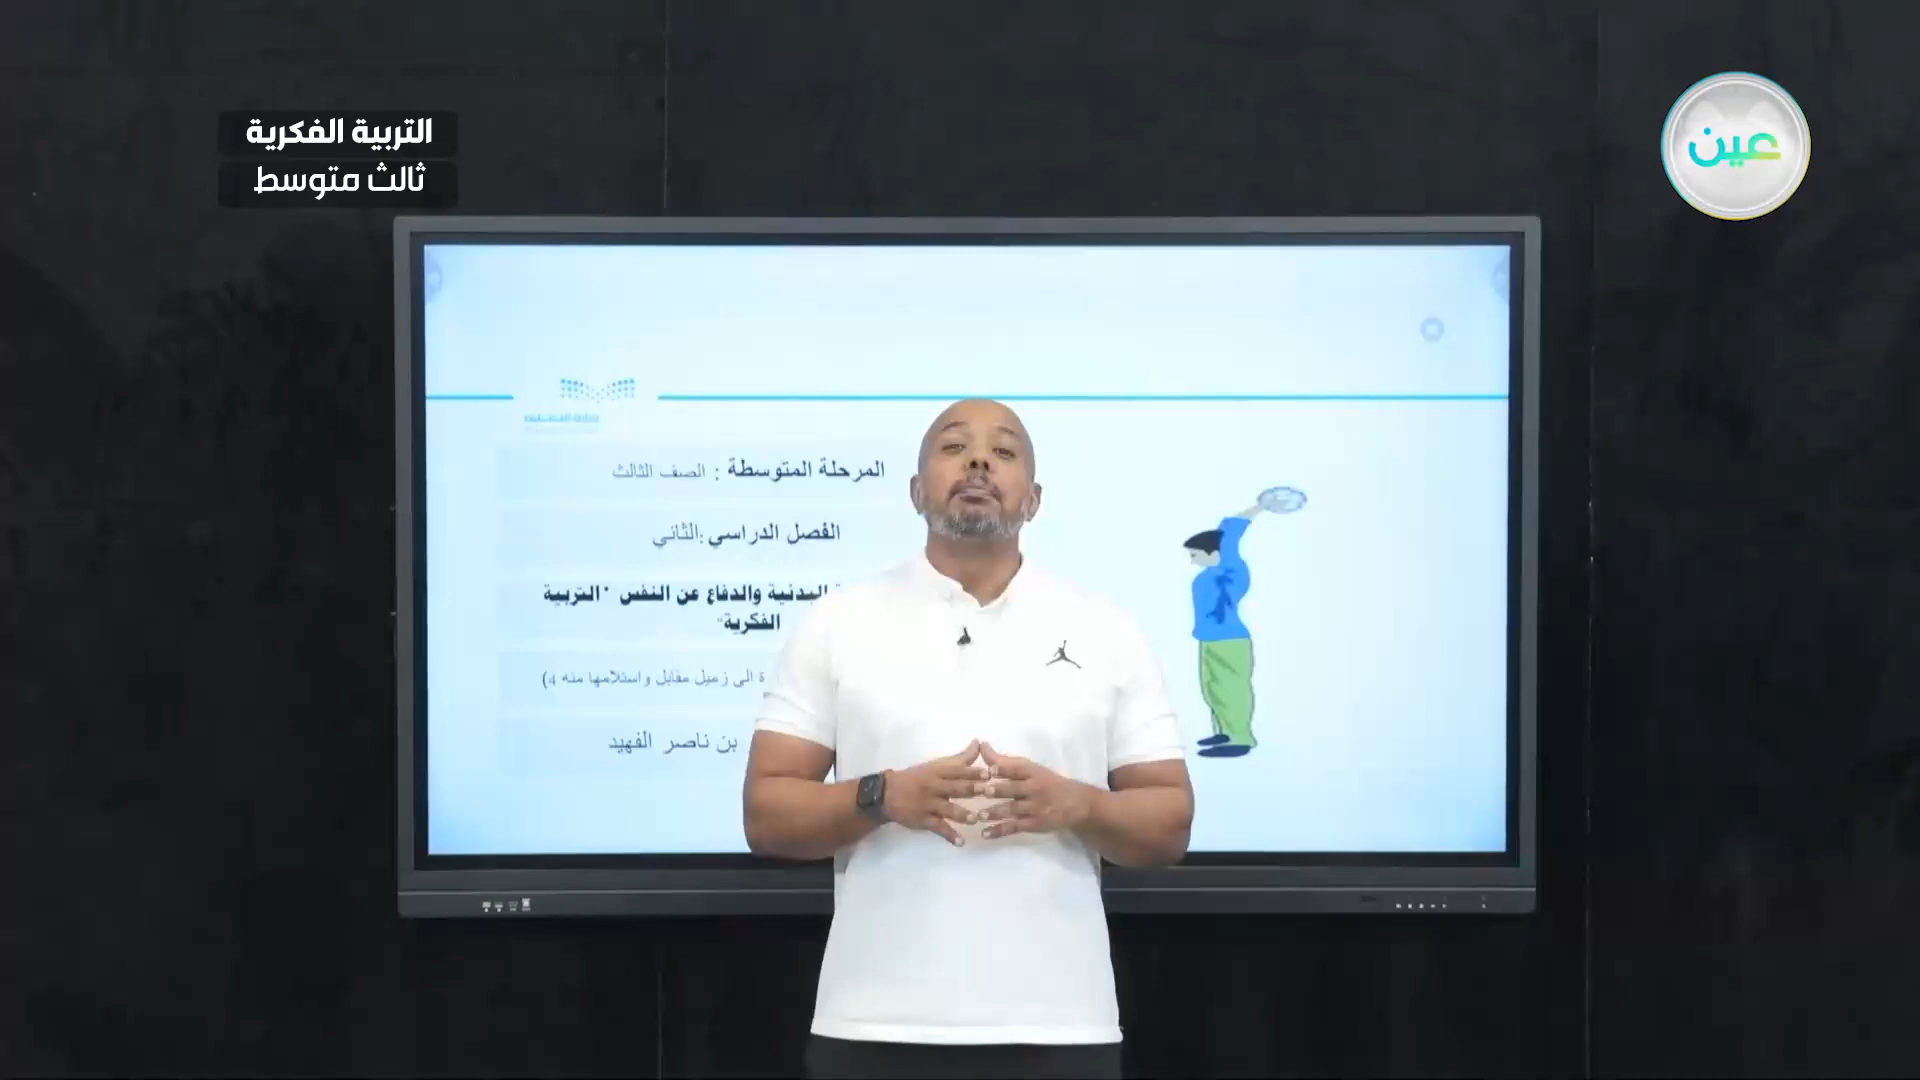 التربية الفكرية
ثالث متوسط
عين
المرحلة المتوسطة : الصف الثالث
الفصل الدراسي :الثاني
البدنية والدفاع عن النفس "التربية
الفكرية"
الى زميل مقابل واستلامها منه 4)
بن ناصر الفهيد